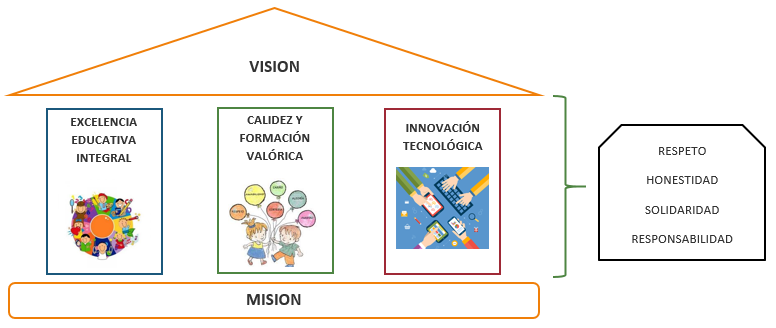 VISION
EXCELENCIA
EDUCATIVA
INTEGRAL
CALIDEZ Y
FORMACIÓN
VALÓRICA
INNOVACIÓN
TECNOLÓGICA
RESPETO
HONESTIDAD
SOLIDARIDAD
RESPONSABILIDAD
MISION